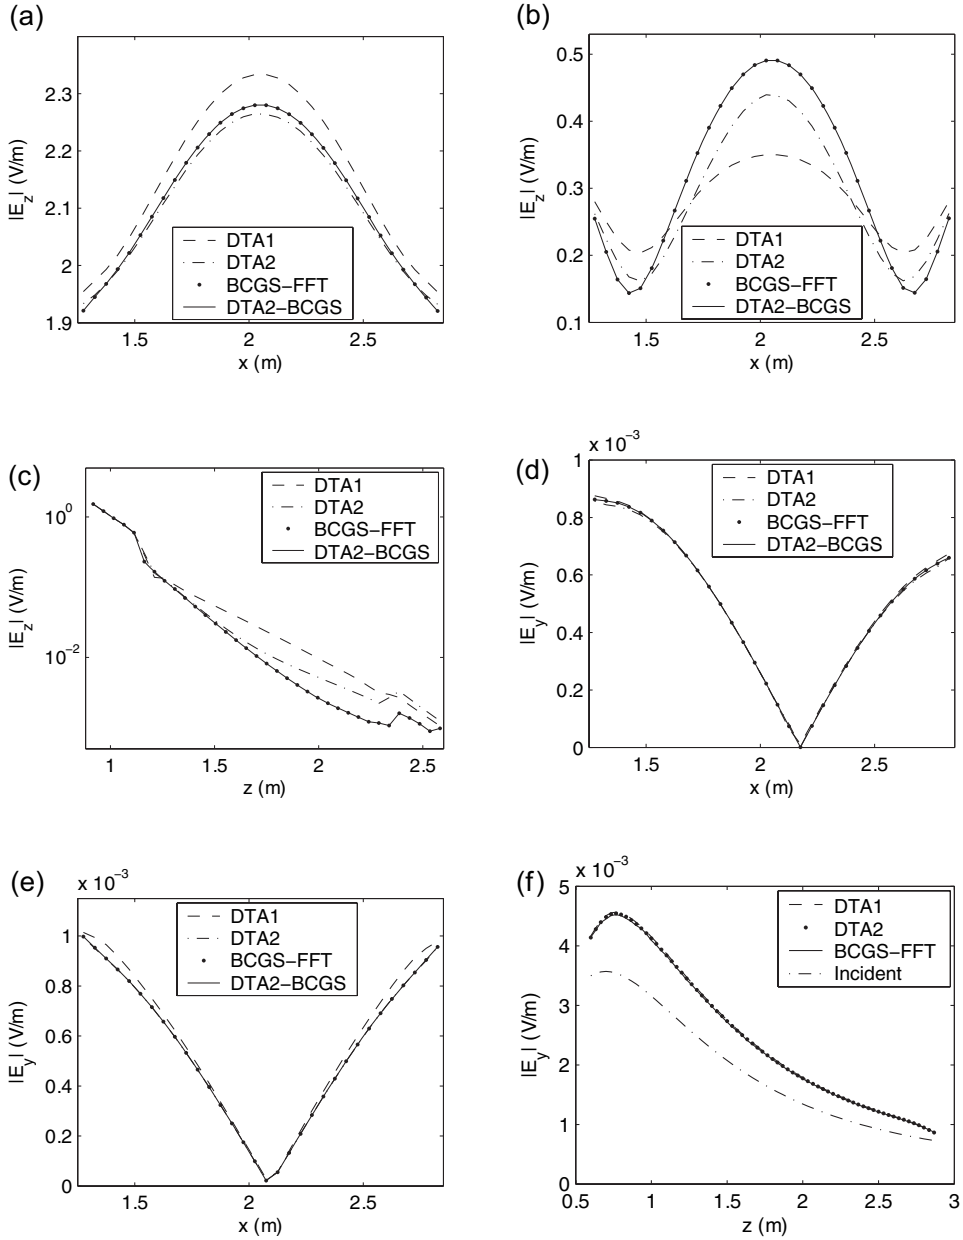 (a)
|E_z| (V/m)
2.3
2.2
2.1
2
1.9
DTA1
DTA2
BCGS–FFT
DTA2–BCGS
1.5
2
2.5
x (m)
(b)
|E_z| (V/m)
0.5
0.4
0.3
0.2
0.1
DTA1
DTA2
BCGS–FFT
DTA2–BCGS
1.5
2
2.5
x (m)
(c)
|E_z| (V/m)
10^0
10^−2
DTA1
DTA2
BCGS–FFT
DTA2–BCGS
1
1.5
2
2.5
z (m)
(d)
x 10^−3
|E_y| (V/m)
1
0.8
0.6
0.4
0.2
0
DTA1
DTA2
BCGS–FFT
DTA2–BCGS
1.5
2
2.5
x (m)
(e)
x 10^−3
|E_y| (V/m)
1
0.8
0.6
0.4
0.2
0
DTA1
DTA2
BCGS–FFT
DTA2–BCGS
1.5
2
2.5
x (m)
(f)
x 10^−3
|E_y| (V/m)
5
4
3
2
1
0
DTA1
DTA2
BCGS–FFT
Incident
0.5
1
1.5
2
2.5
3
z (m)